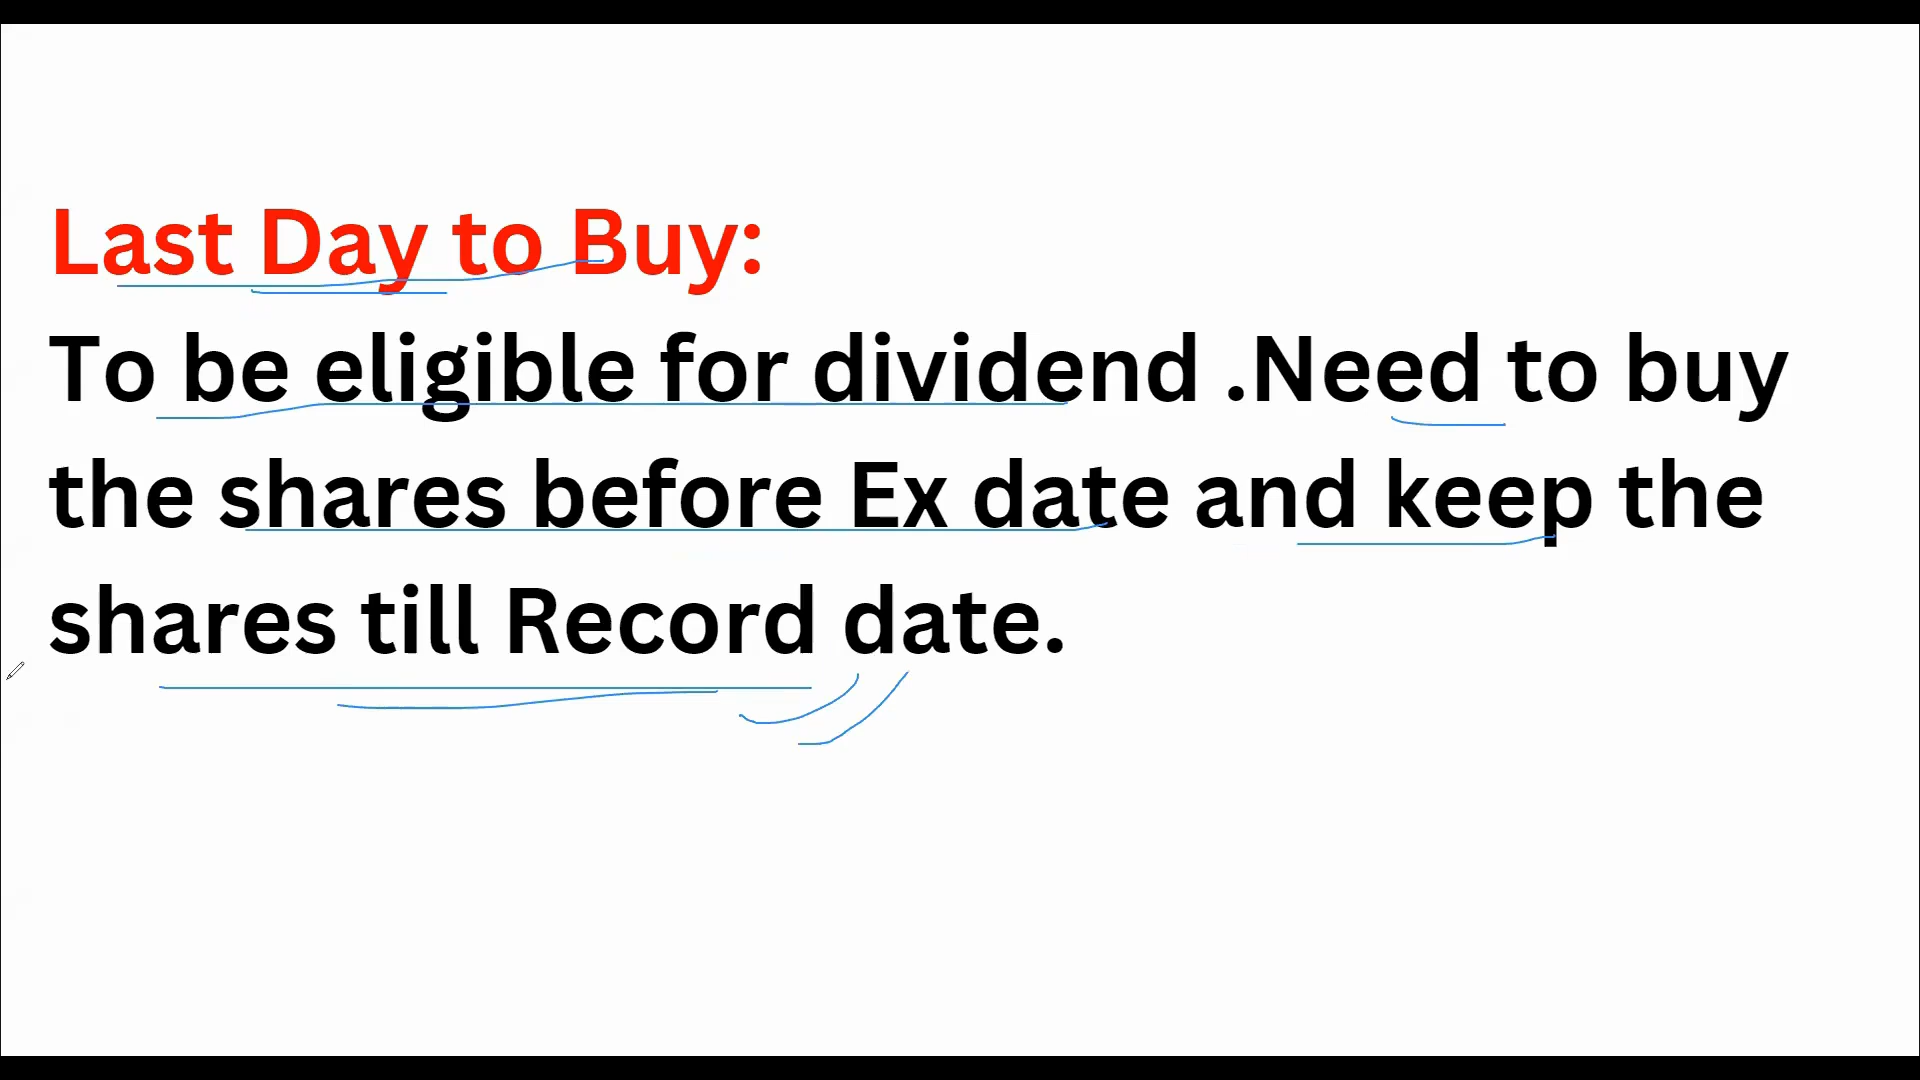 Last Day to Buy:
To be eligible for dividend .Need to buy
the shares before Ex date and keep the
shares till Record date.